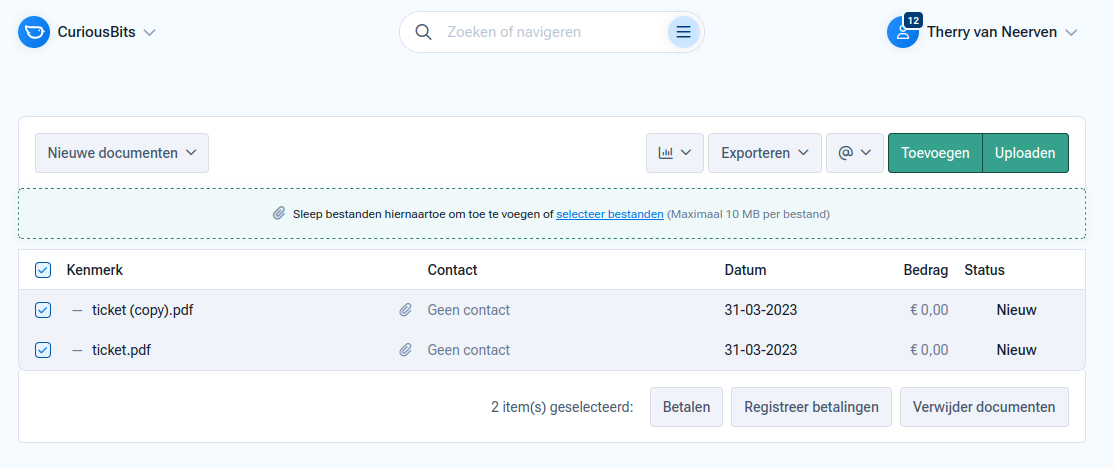 CuriousBits
Zoeken of navigeren
12
Therry van Neerven
Nieuwe documenten
Exporteren
@
Toevoegen
Uploaden
Sleep bestanden hiernaartoe om toe te voegen of selecteer bestanden (Maximaal 10 MB per bestand)
Kenmerk Contact Datum Bedrag Status
— ticket (copy).pdf Geen contact 31-03-2023 € 0,00 Nieuw
— ticket.pdf Geen contact 31-03-2023 € 0,00 Nieuw
2 item(s) geselecteerd: Betalen Registreer betalingen Verwijder documenten